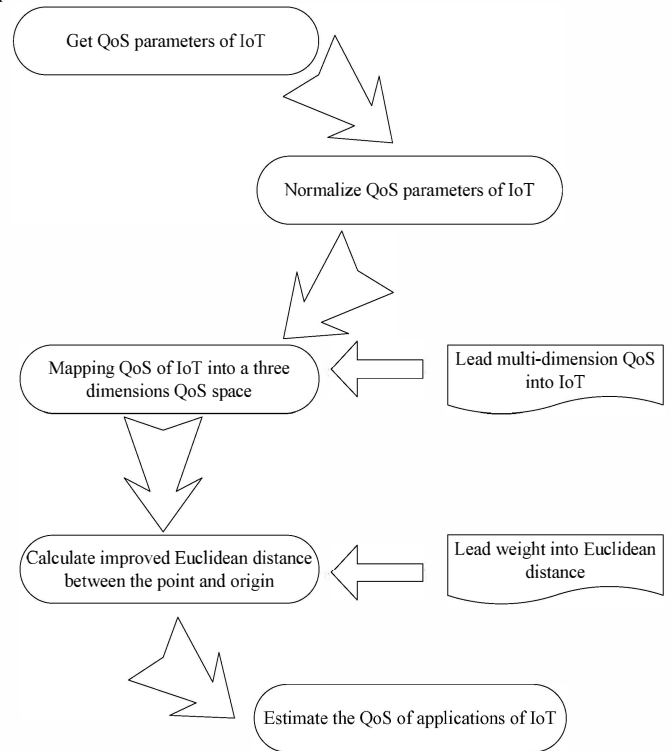 Get QoS parameters of IoT
Normalize QoS parameters of IoT
Mapping QoS of IoT into a three
dimensions QoS space
Lead multi-dimension QoS
into IoT
Calculate improved Euclidean distance
between the point and origin
Lead weight into Euclidean
distance
Estimate the QoS of applications of IoT